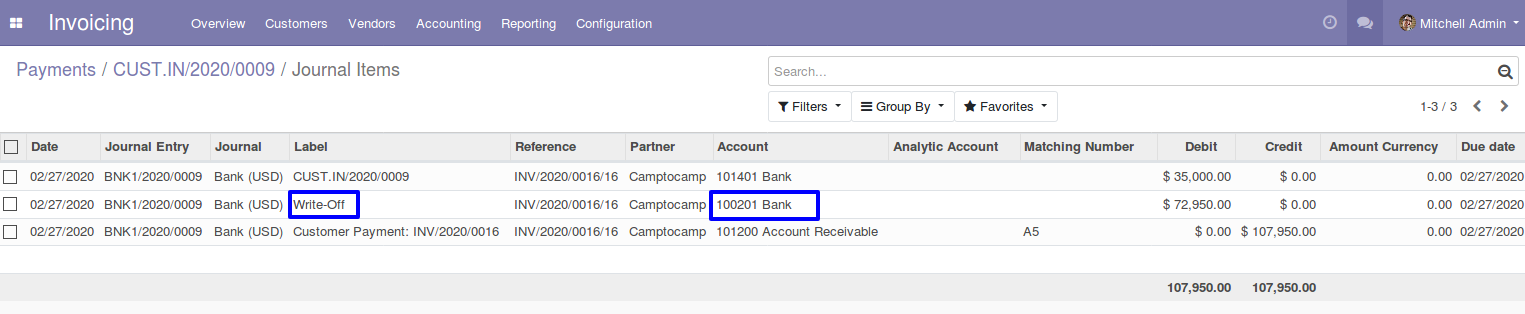 Invoicing Overview Customers Vendors Accounting Reporting Configuration Mitchell Admin
Payments / CUST.IN/2020/0009 / Journal Items
Search...
Filters Group By Favorites 1-3 / 3
Date Journal Entry Journal Label Reference Partner Account Analytic Account Matching Number Debit Credit Amount Currency Due date
02/27/2020 BNK1/2020/0009 Bank (USD) CUST.IN/2020/0009 INV/2020/0016/16 Camptocamp 101401 Bank $ 35,000.00 $ 0.00 0.00 02/27/2020
02/27/2020 BNK1/2020/0009 Bank (USD) Write-Off INV/2020/0016/16 Camptocamp 100201 Bank $ 72,950.00 $ 0.00 0.00 02/27/2020
02/27/2020 BNK1/2020/0009 Bank (USD) Customer Payment: INV/2020/0016 INV/2020/0016/16 Camptocamp 101200 Account Receivable A5 $ 0.00 $ 107,950.00 0.00 02/27/2020
107,950.00 107,950.00